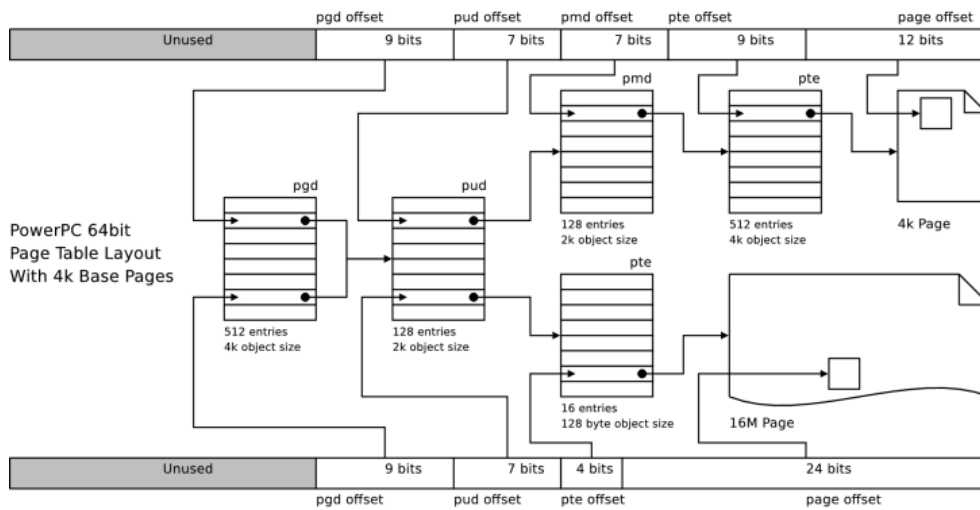 pgd offset pud offset pmd offset pte offset page offset
Unused 9 bits 7 bits 7 bits 9 bits 12 bits
pmd pte
pgd pud
PowerPC 64bit
Page Table Layout
With 4k Base Pages
128 entries
2k object size
512 entries
4k object size
4k Page
pte
512 entries
4k object size
128 entries
2k object size
16 entries
128 byte object size
16M Page
Unused 9 bits 7 bits 4 bits 24 bits
pgd offset pud offset pte offset page offset